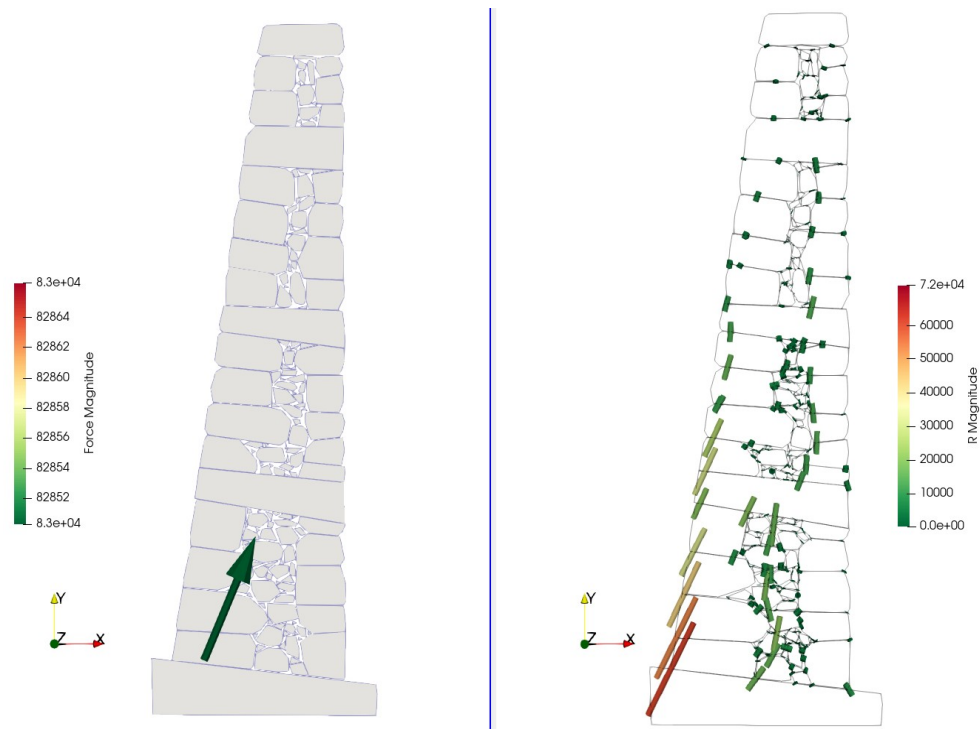 8.3e+04
82864
82862
82860
82858
82856
82854
82852
8.3e+04
Force Magnitude
Y
Z
X
7.2e+04
60000
50000
40000
30000
20000
10000
0.0e+00
R Magnitude
Y
Z
X